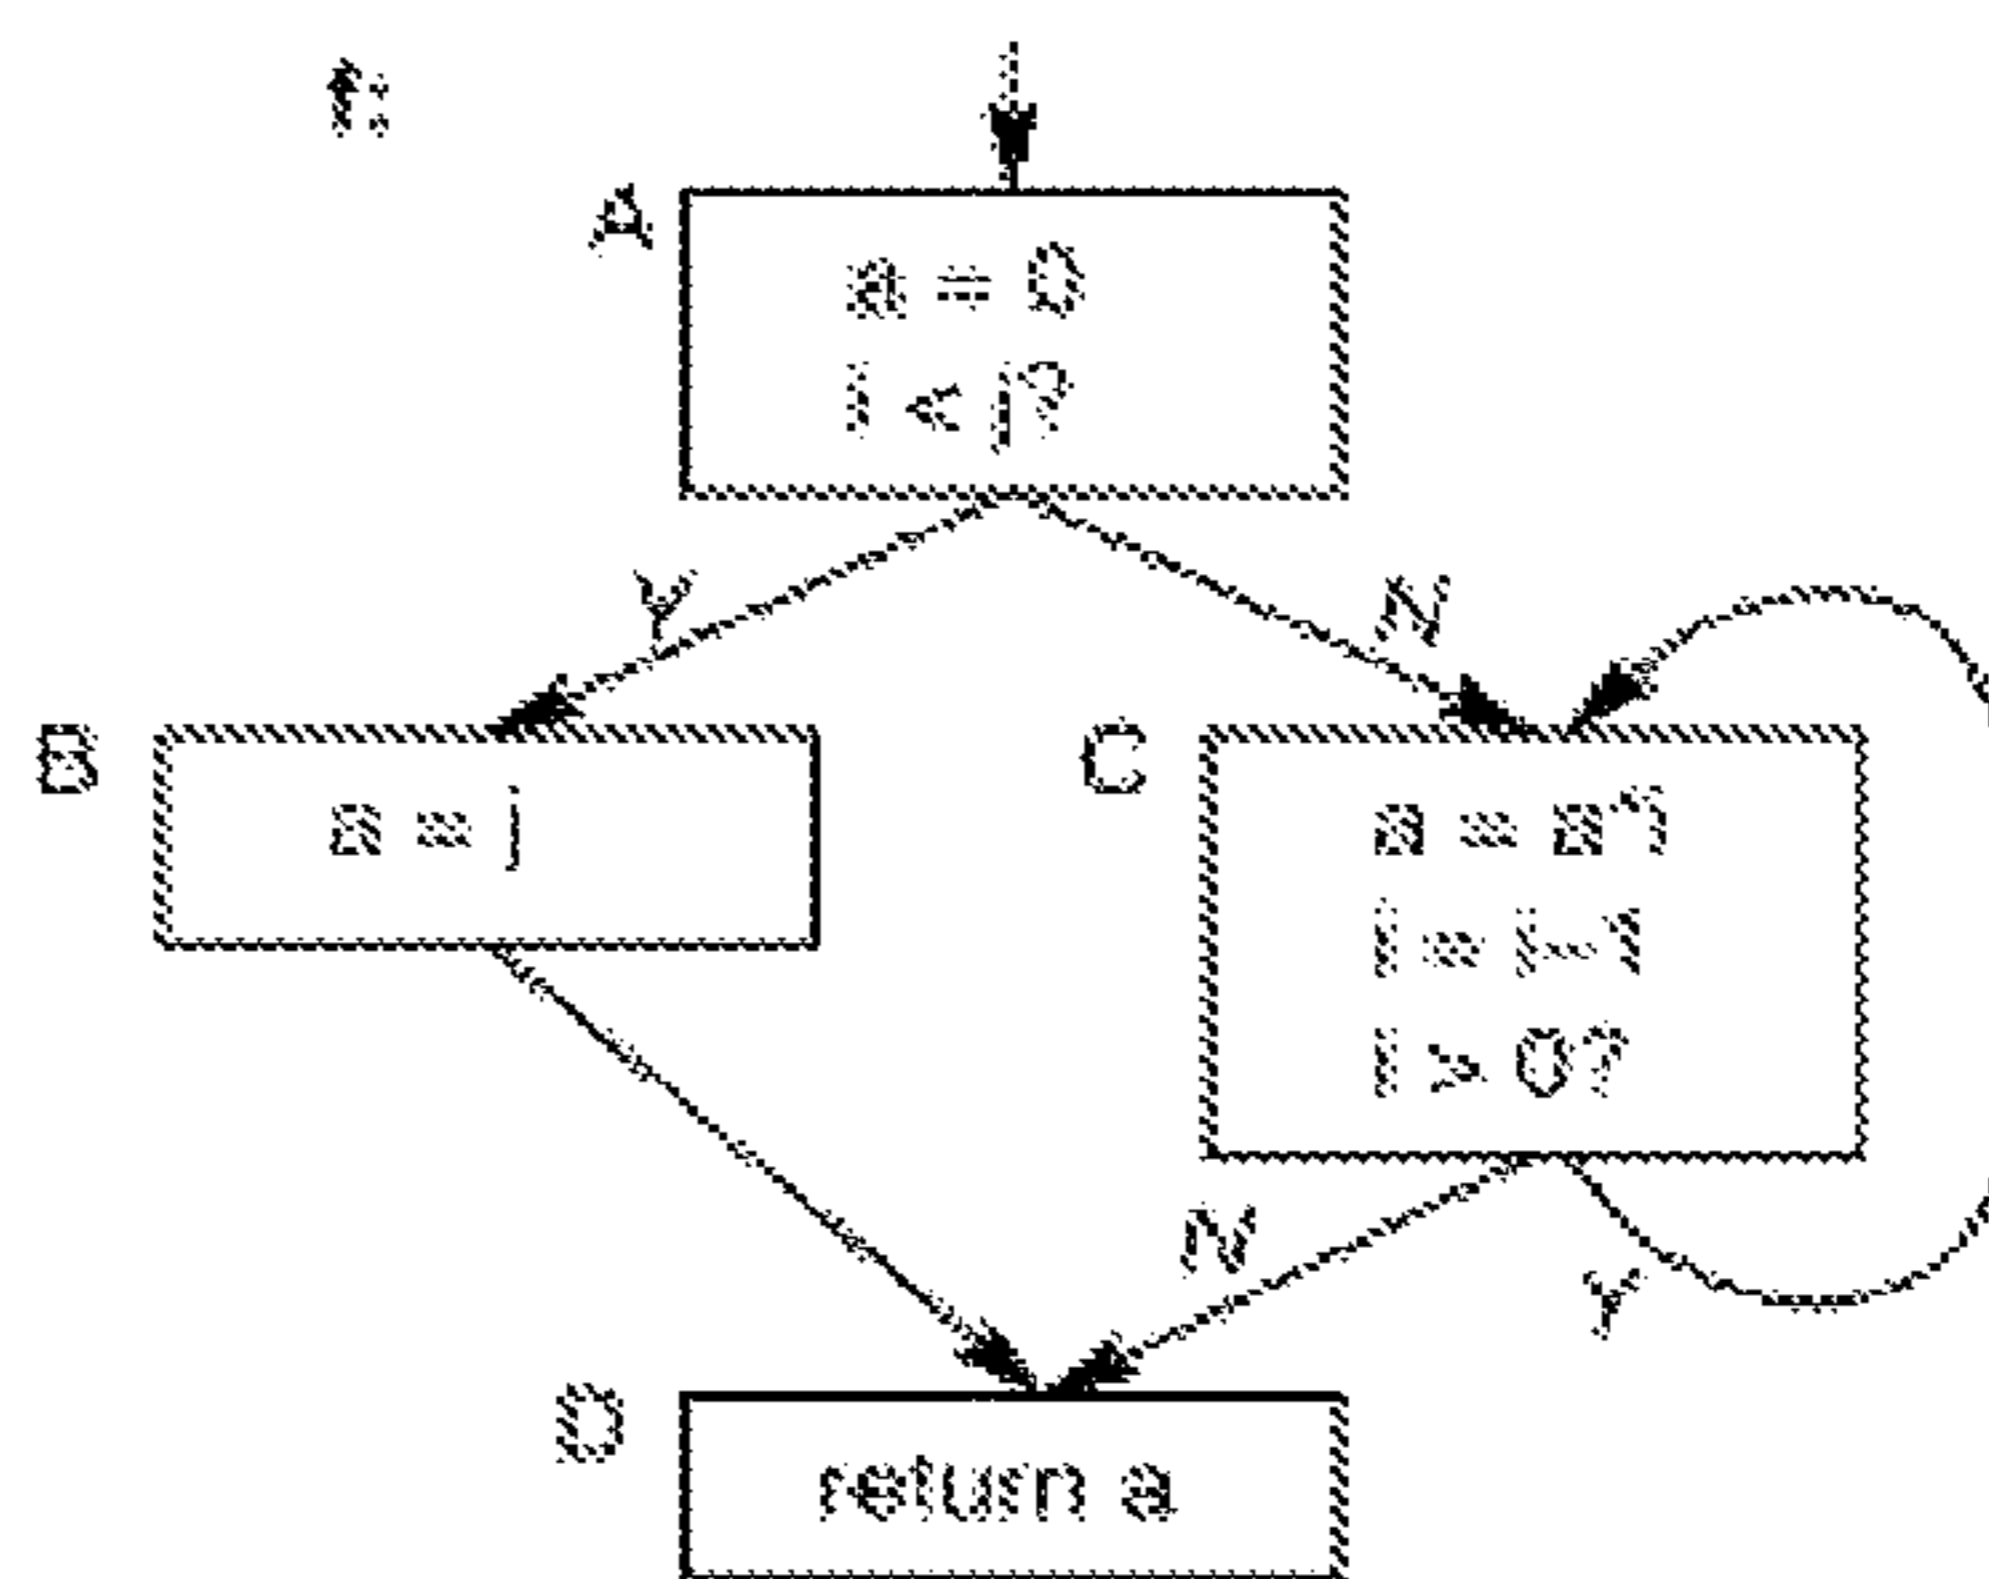 f:
A
a = 0
i < j?
Y
N
B
a = j
C
i = i-1
i > 0?
N
Y
D
return a